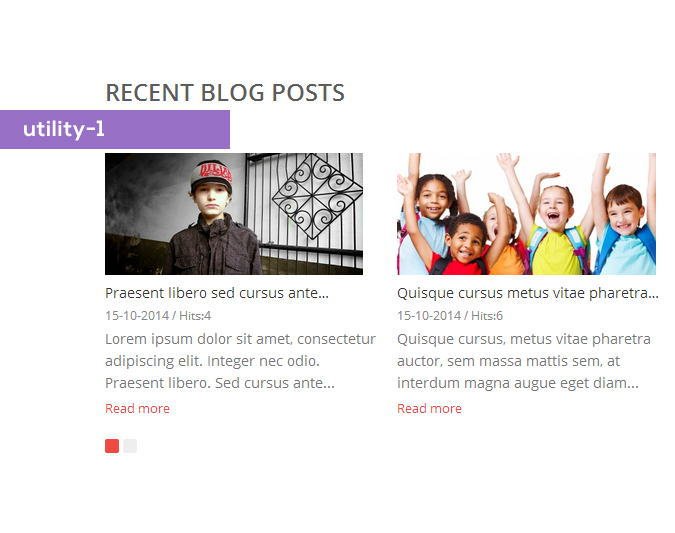 RECENT BLOG POSTS
utility-1
Praesent libero sed cursus ante...
15-10-2014 / Hits:4
Lorem ipsum dolor sit amet, consectetur
adipiscing elit. Integer nec odio.
Praesent libero. Sed cursus ante...
Read more
Quisque cursus metus vitae pharetra...
15-10-2014 / Hits:6
Quisque cursus, metus vitae pharetra
auctor, sem massa mattis sem, at
interdum magna augue eget diam...
Read more